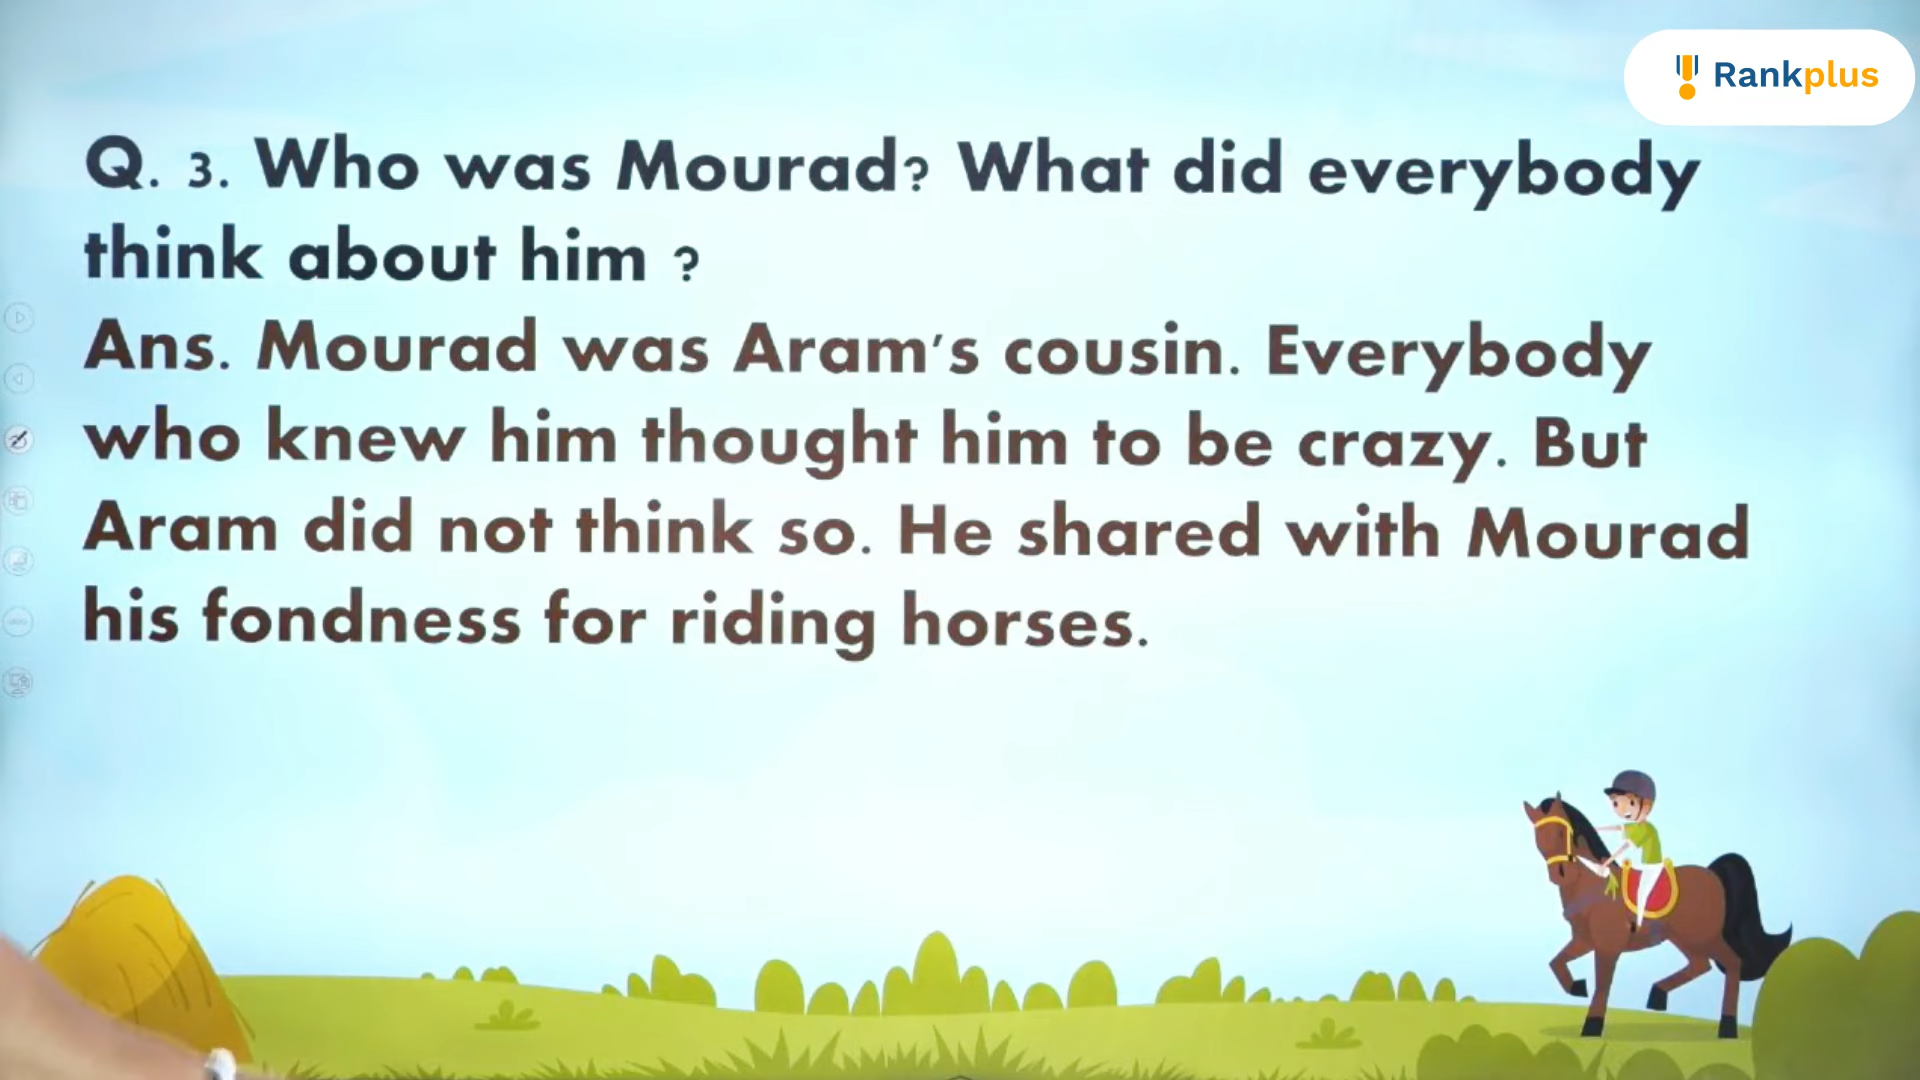 Rankplus
Q. 3. Who was Mourad? What did everybody
think about him ?
Ans. Mourad was Aram's cousin. Everybody
who knew him thought him to be crazy. But
Aram did not think so. He shared with Mourad
his fondness for riding horses.